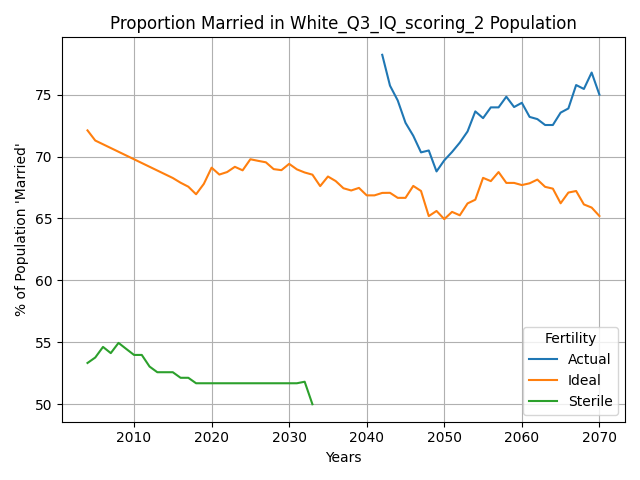 Proportion Married in White_Q3_IQ_scoring_2 Population
% of Population 'Married'
75
70
65
60
55
50
Fertility
Actual
Ideal
Sterile
2010 2020 2030 2040 2050 2060 2070
Years